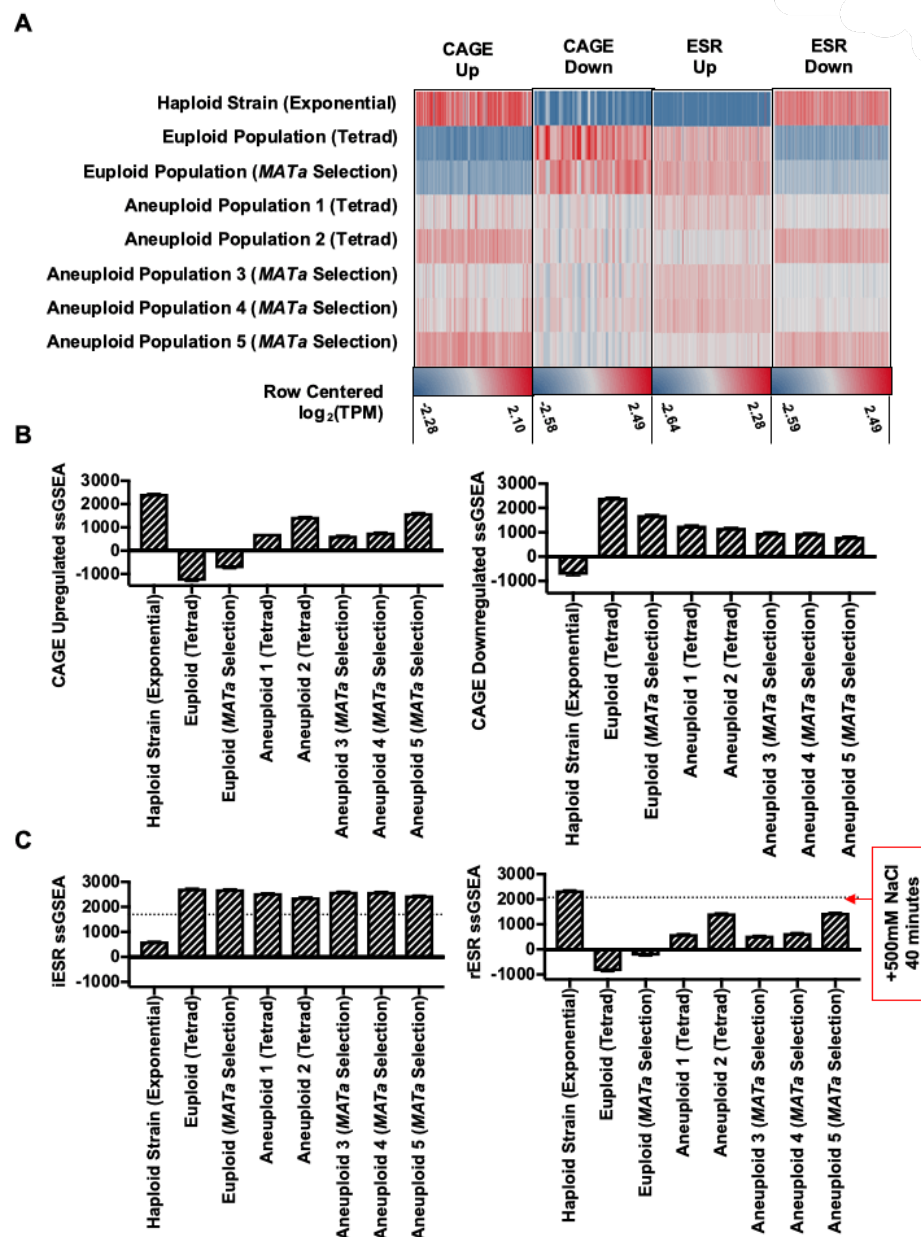 A
CAGE Up
CAGE Down
ESR Up
ESR Down
Haploid Strain (Exponential)
Euploid Population (Tetrad)
Euploid Population (MATa Selection)
Aneuploid Population 1 (Tetrad)
Aneuploid Population 2 (Tetrad)
Aneuploid Population 3 (MATa Selection)
Aneuploid Population 4 (MATa Selection)
Aneuploid Population 5 (MATa Selection)
Row Centered
log₂(TPM)
-2.28 2.10 -2.58 2.49 -2.64 2.28 -2.59 2.49
B
CAGE Upregulated ssGSEA
3000
2000
1000
0
-1000
Haploid Strain (Exponential)
Euploid (Tetrad)
Euploid (MATa Selection)
Aneuploid 1 (Tetrad)
Aneuploid 2 (Tetrad)
Aneuploid 3 (MATa Selection)
Aneuploid 4 (MATa Selection)
Aneuploid 5 (MATa Selection)
CAGE Downregulated ssGSEA
3000
2000
1000
0
-1000
Haploid Strain (Exponential)
Euploid (Tetrad)
Euploid (MATa Selection)
Aneuploid 1 (Tetrad)
Aneuploid 2 (Tetrad)
Aneuploid 3 (MATa Selection)
Aneuploid 4 (MATa Selection)
Aneuploid 5 (MATa Selection)
C
iESR ssGSEA
3000
2000
1000
0
-1000
Haploid Strain (Exponential)
Euploid (Tetrad)
Euploid (MATa Selection)
Aneuploid 1 (Tetrad)
Aneuploid 2 (Tetrad)
Aneuploid 3 (MATa Selection)
Aneuploid 4 (MATa Selection)
Aneuploid 5 (MATa Selection)
rESR ssGSEA
3000
2000
1000
0
-1000
Haploid Strain (Exponential)
Euploid (Tetrad)
Euploid (MATa Selection)
Aneuploid 1 (Tetrad)
Aneuploid 2 (Tetrad)
Aneuploid 3 (MATa Selection)
Aneuploid 4 (MATa Selection)
Aneuploid 5 (MATa Selection)
+500mM NaCl
40 minutes